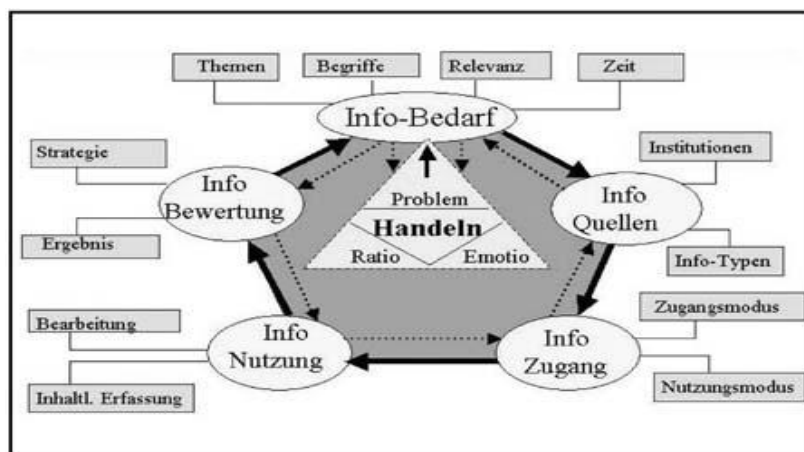 Themen
Begriffe
Relevanz
Zeit
Info-Bedarf
Strategie
Institutionen
Info
Bewertung
Info
Quellen
Problem
Handeln
Ratio
Emotio
Ergebnis
Info-Typen
Bearbeitung
Info
Nutzung
Info
Zugang
Zugangsmodus
Inhaltl. Erfassung
Nutzungsmodus